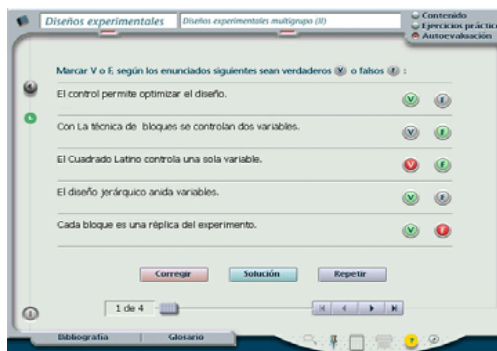 Diseños experimentales
Diseños experimentales multigrupo (II)
Contenido
Ejercicios práctico
Autoevaluación
Marcar V o F, según los enunciados siguientes sean verdaderos (V) o falsos (F) :
El control permite optimizar el diseño.
V F
Con La técnica de bloques se controlan dos variables.
V F
El Cuadrado Latino controla una sola variable.
V F
El diseño jerárquico anida variables.
V F
Cada bloque es una réplica del experimento.
V F
Corregir Solución Repetir
1 de 4
Bibliografía Glosario